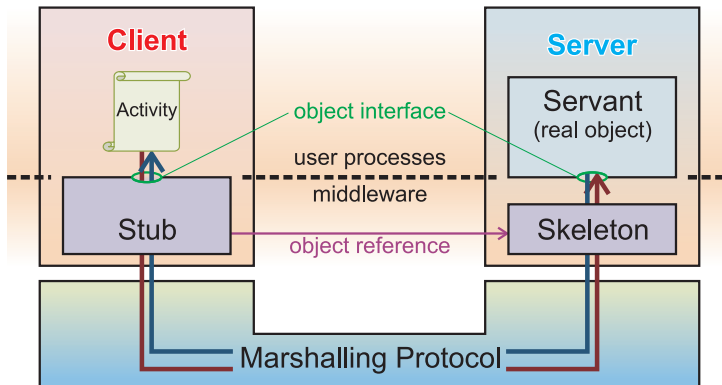 Client
Server
Activity
object interface
Servant
(real object)
user processes
middleware
Stub
Skeleton
object reference
Marshalling Protocol